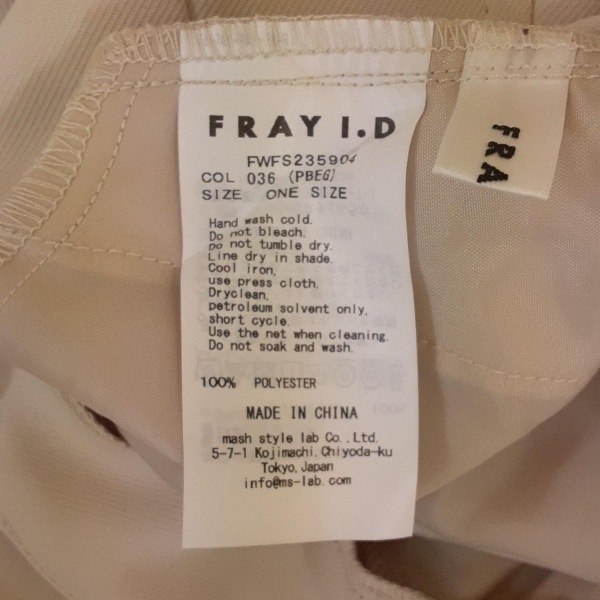 FRAY I.D
FWFS235904
COL 036 (PBEG)
SIZE ONE SIZE
Hand wash cold.
Do not bleach.
Do not tumble dry.
Line dry in shade.
Cool iron,
use press cloth.
Dryclean,
petroleum solvent only,
short cycle.
Use the net when cleaning.
Do not soak and wash.
100% POLYESTER
MADE IN CHINA
mash style lab Co.,Ltd.
5-7-1 Kojimachi,Chiyoda-ku
Tokyo,Japan
info@ms-lab.com
FRA